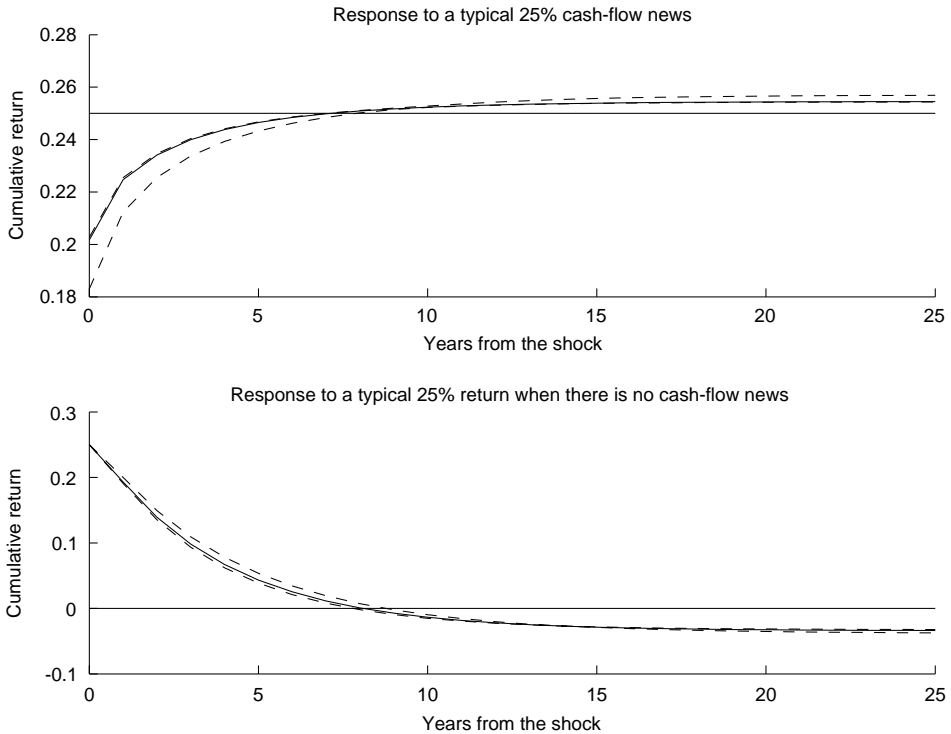 Response to a typical 25% cash-flow news
0.28
0.26
0.24
0.22
0.2
0.18
Cumulative return
0 5 10 15 20 25
Years from the shock
Response to a typical 25% return when there is no cash-flow news
0.3
0.2
0.1
0
-0.1
Cumulative return
0 5 10 15 20 25
Years from the shock